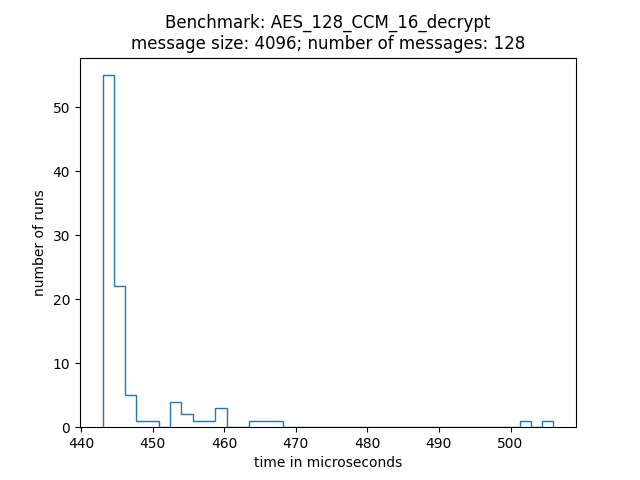 Benchmark: AES_128_CCM_16_decrypt
message size: 4096; number of messages: 128
50
40
30
20
10
0
number of runs
440 450 460 470 480 490 500
time in microseconds